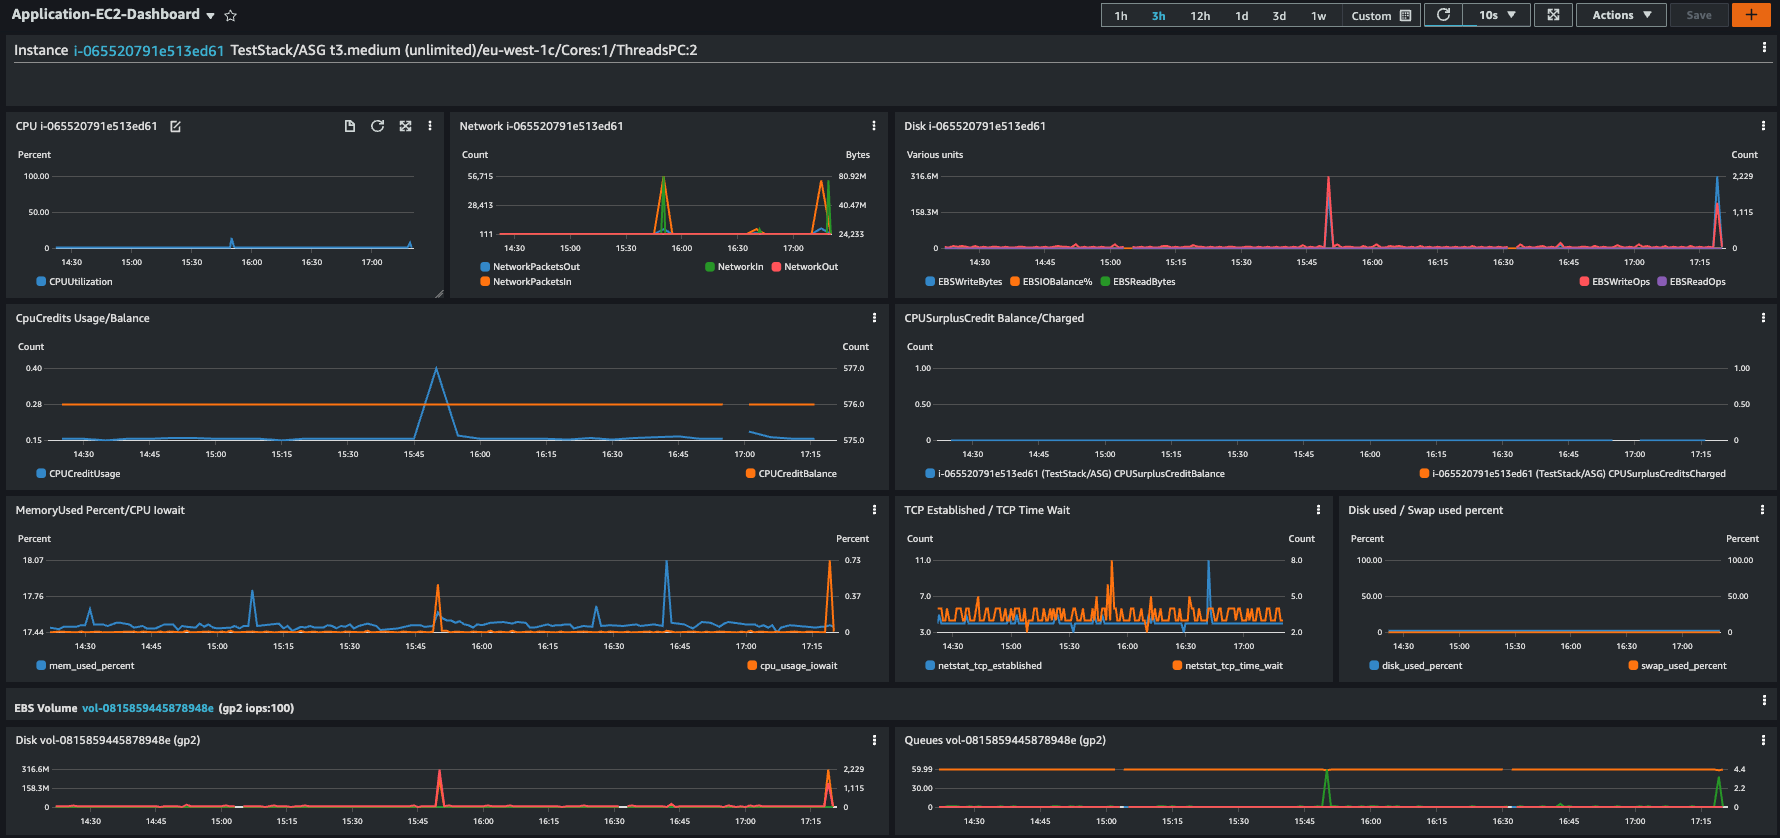 Application-EC2-Dashboard
1h 3h 12h 1d 3d 1w Custom 10s Actions Save
Instance i-065520791e513ed61 TestStack/ASG t3.medium (unlimited)/eu-west-1c/Cores:1/ThreadsPC:2
CPU i-065520791e513ed61
Percent
100.00
50.00
0
14:30 15:00 15:30 16:00 16:30 17:00
CPUUtilization
Network i-065520791e513ed61
Count Bytes
56,715 80.92M
28,413 40.47M
111 24,233
14:30 15:00 15:30 16:00 16:30 17:00
NetworkPacketsOut NetworkIn NetworkOut
NetworkPacketsIn
Disk i-065520791e513ed61
Various units Count
316.6M 2,229
158.3M 1,115
0 0
14:30 14:45 15:00 15:15 15:30 15:45 16:00 16:15 16:30 16:45 17:00 17:15
EBSWriteBytes EBSIOBalance% EBSReadBytes EBSWriteOps EBSReadOps
CpuCredits Usage/Balance
Count Count
0.40 577.0
0.28 576.0
0.15 575.0
14:30 14:45 15:00 15:15 15:30 15:45 16:00 16:15 16:30 16:45 17:00 17:15
CPUCreditUsage CPUCreditBalance
CPUSurplusCredit Balance/Charged
Count
1.00 1.00
0.50 0.50
0 0
14:30 14:45 15:00 15:15 15:30 15:45 16:00 16:15 16:30 16:45 17:00 17:15
i-065520791e513ed61 (TestStack/ASG) CPUSurplusCreditBalance i-065520791e513ed61 (TestStack/ASG) CPUSurplusCreditsCharged
MemoryUsed Percent/CPU Iowait
Percent Percent
18.07 0.73
17.76 0.37
17.44 0
14:30 14:45 15:00 15:15 15:30 15:45 16:00 16:15 16:30 16:45 17:00 17:15
mem_used_percent cpu_usage_iowait
TCP Established / TCP Time Wait
Count Count
11.0 8.0
7.0 5.0
3.0 2.0
14:30 15:00 15:30 16:00 16:30 17:00
netstat_tcp_established netstat_tcp_time_wait
Disk used / Swap used percent
Percent Percent
100.00 100.00
50.00 50.00
0 0
14:30 15:00 15:30 16:00 16:30 17:00
disk_used_percent swap_used_percent
EBS Volume vol-0815859445878948e (gp2 iops:100)
Disk vol-0815859445878948e (gp2)
316.6M 2,229
158.3M 1,115
0 0
14:30 14:45 15:00 15:15 15:30 15:45 16:00 16:15 16:30 16:45 17:00 17:15
Queues vol-0815859445878948e (gp2)
59.99 4.4
30.00 2.2
0 0
14:30 14:45 15:00 15:15 15:30 15:45 16:00 16:15 16:30 16:45 17:00 17:15